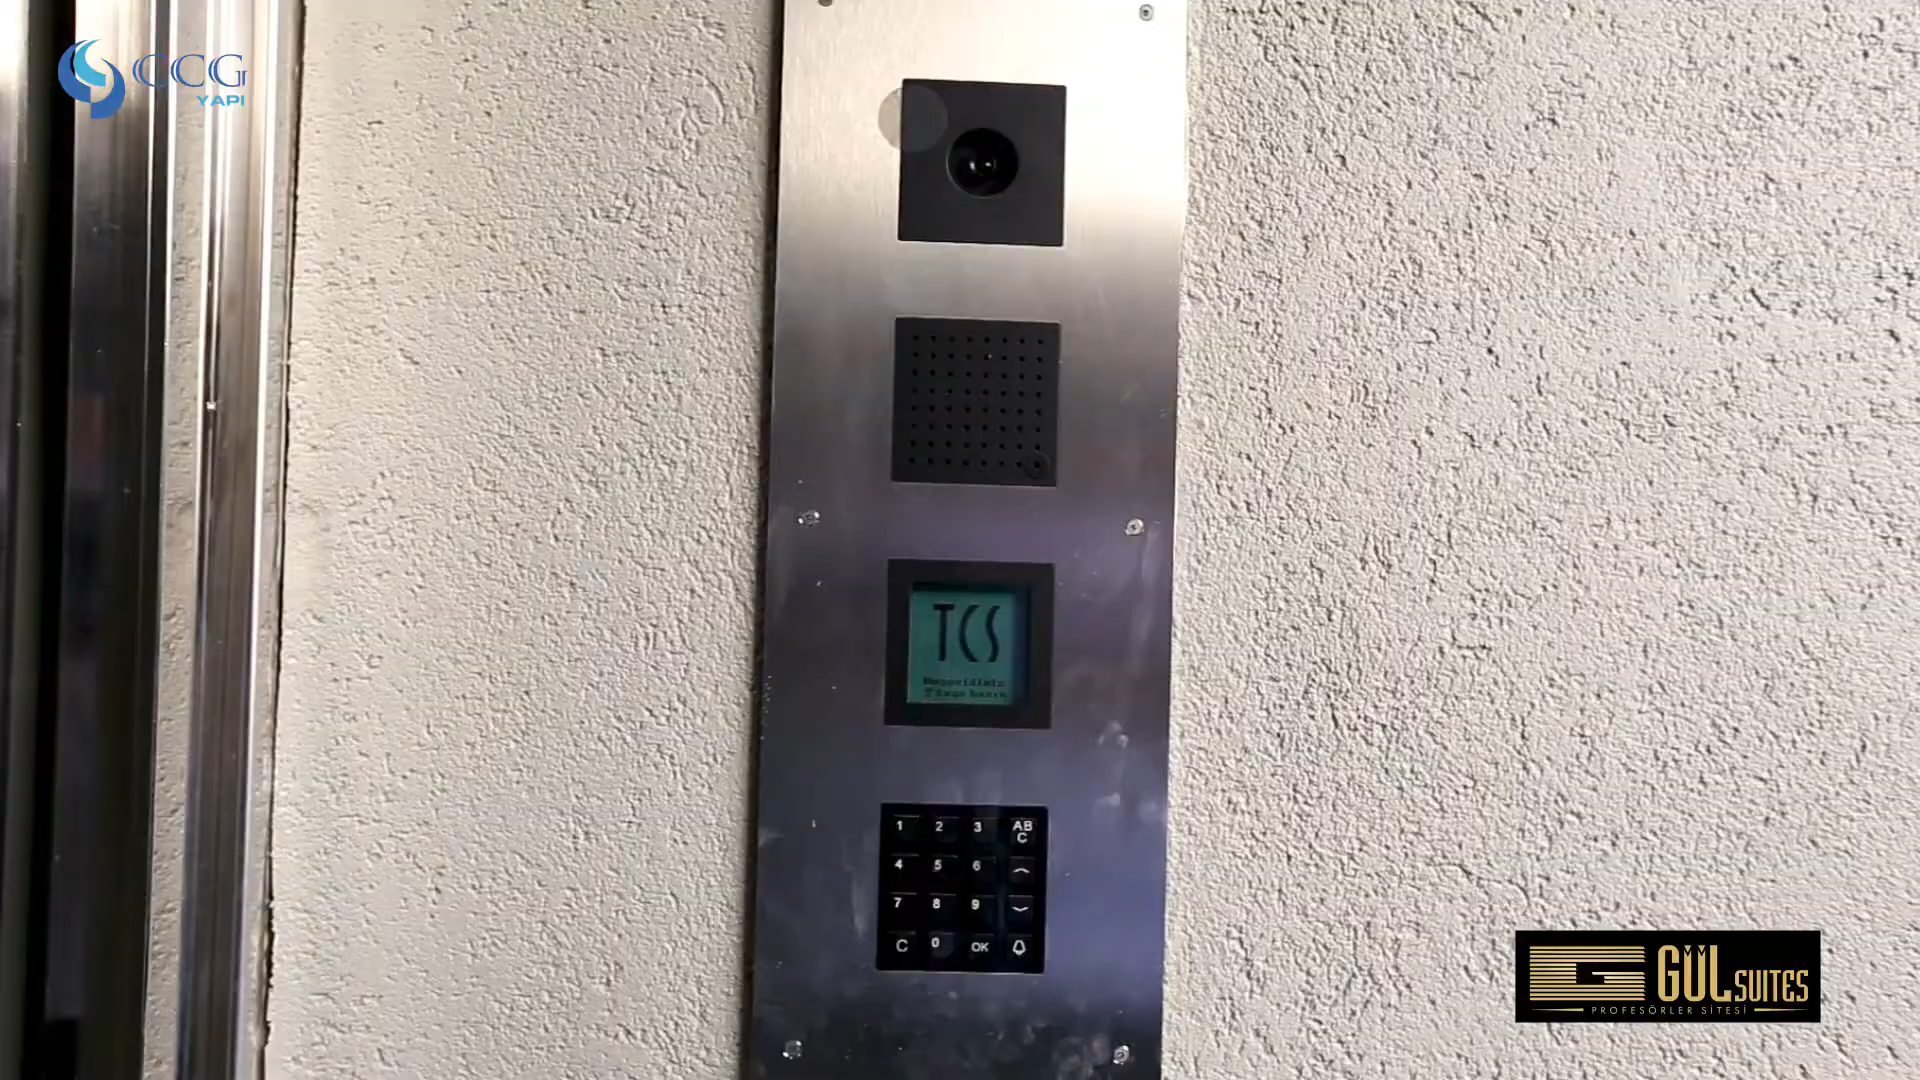 CCG
YAPI
TCS
1 2 3 ABC
4 5 6
7 8 9
C 0 OK
GÜL SUITES
PROFESÖRLER SİTESİ